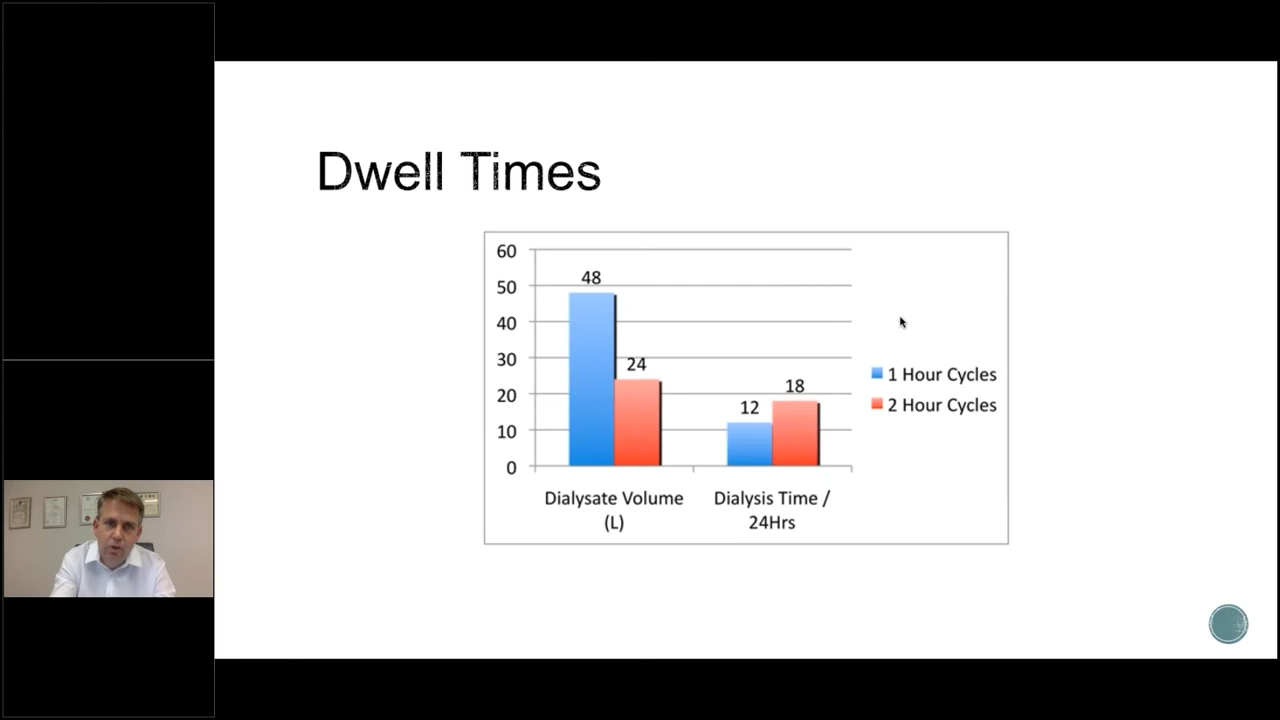 Dwell Times
60
50
40
30
20
10
0
48
24
12
18
Dialysate Volume
(L)
Dialysis Time /
24Hrs
1 Hour Cycles
2 Hour Cycles